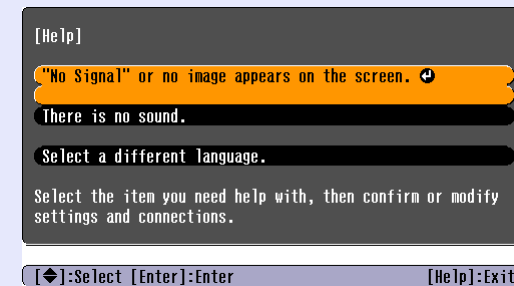 [Help]
"No Signal" or no image appears on the screen.
There is no sound.
Select a different language.
Select the item you need help with, then confirm or modify
settings and connections.
[◆]:Select [Enter]:Enter [Help]:Exit